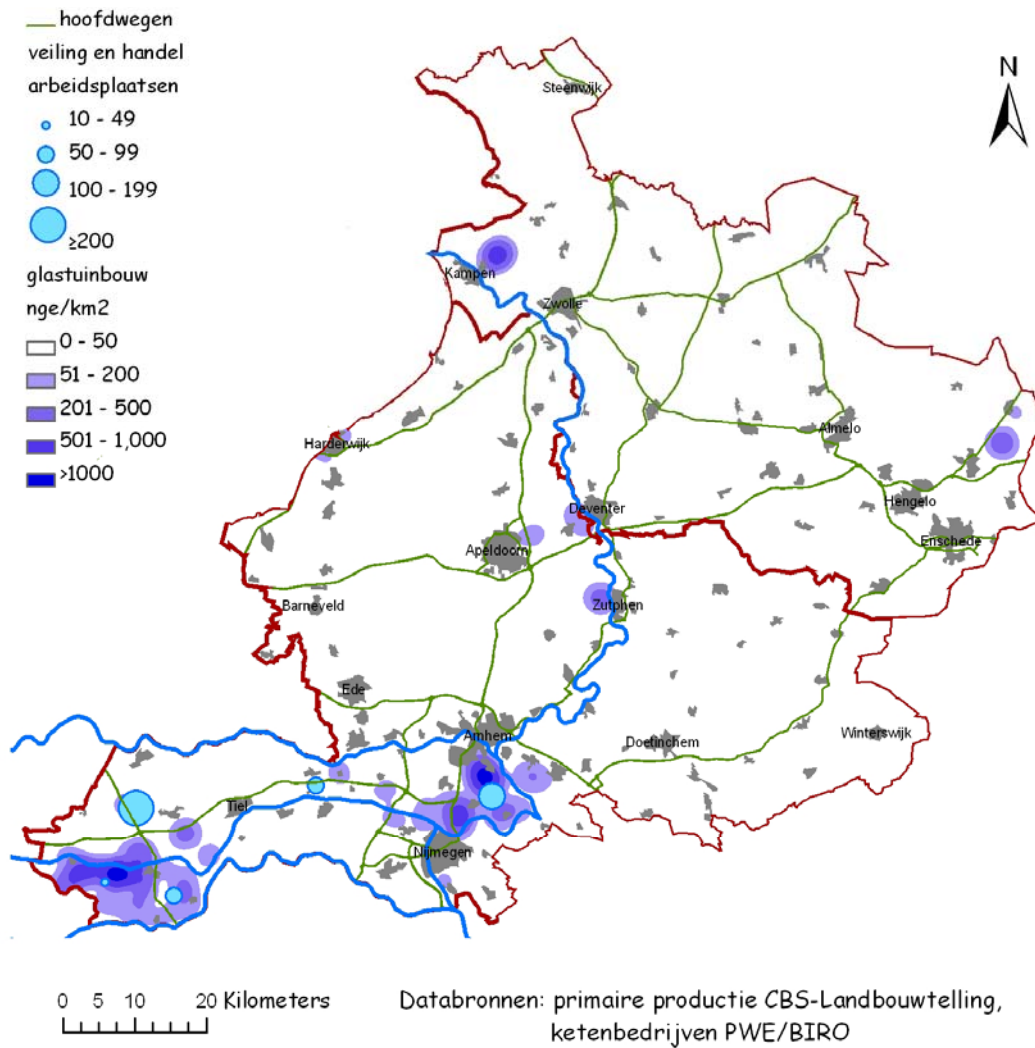 hoofdwegen
veiling en handel
arbeidsplaatsen
10 - 49
50 - 99
100 - 199
≥200
glastuinbouw
nge/km2
0 - 50
51 - 200
201 - 500
501 - 1,000
>1000
N
Steenwijk
Kampen
Zwolle
Harderwijk
Almelo
Hengelo
Deventer
Enschede
Apeldoorn
Barneveld
Zutphen
Ede
Arnhem
Doetinchem
Winterswijk
Tiel
Nijmegen
0 5 10 20 Kilometers
Databronnen: primaire productie CBS-Landbouwtelling,
ketenbedrijven PWE/BIRO